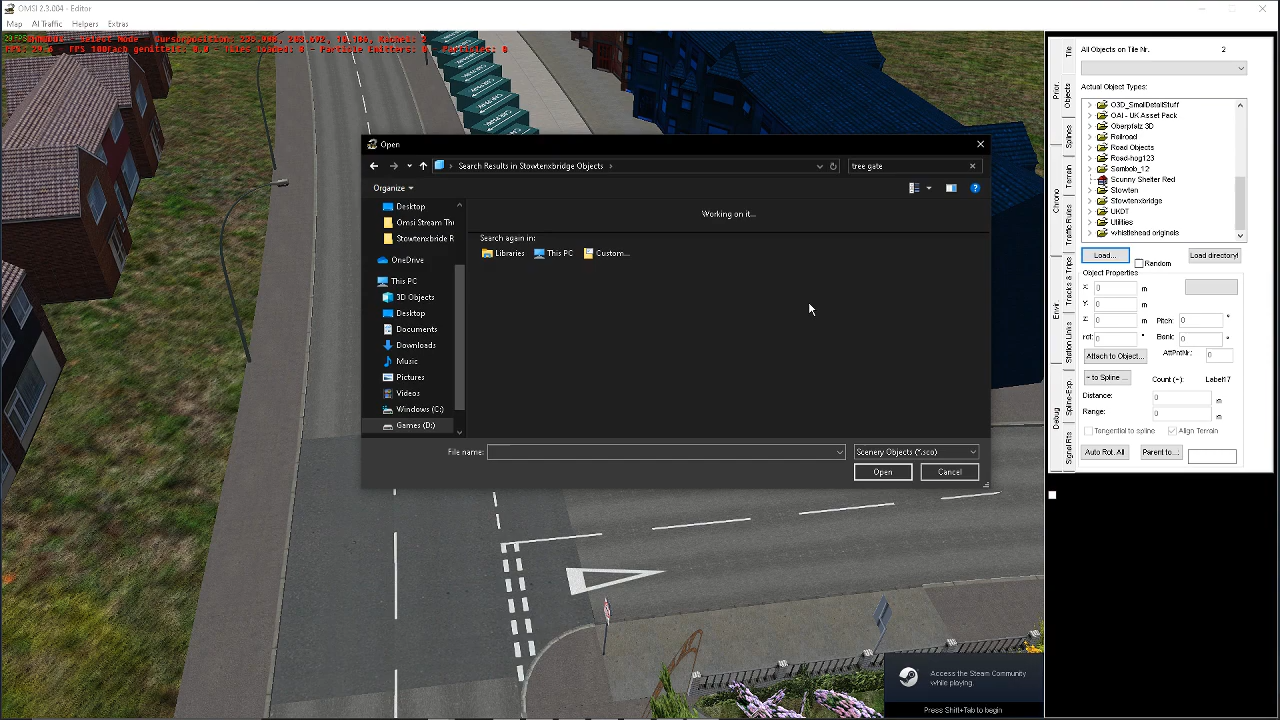 OMSI 2.3.004 - Editor
Map
AI Traffic
Helpers
Extras
All Objects on Tile Nr.
2
Actual Object Types:
O3D_SmallDetailStuff
OAI - UK Asset Pack
Oberpfalz 3D
Railroad
Road Objects
Road-hog123
Sambob_12
Scunny Shelter Red
Stowten
Stowtenxbridge
UKDT
Utilities
whistlehead originals
Load...
Random
Load directory!
Object Properties
X:
0
m
Y:
0
m
Z:
0
m
Pitch:
0
°
rot:
0
°
Bank:
0
°
Attach to Object...
AttPntNr:
0
-> to Spline ...
Count (+):
Label17
Distance:
0
m
Range:
0
m
Tangential to spline
Align Terrain
Auto Rot. All
Parent to...:
Tile
Objects
Splines
Terrain
Traffic Rules
Tracks & Trips
Station Links
Spline-Exp.
Signal Rts
Prior.
Chrono
Envir.
Debug
Open
Search Results in Stowtenxbridge Objects
tree gate
Organize
Working on it...
Search again in:
Libraries
This PC
Custom...
Desktop
Omsi Steam Thr
Stowtenxbride R
OneDrive
This PC
3D Objects
Desktop
Documents
Downloads
Music
Pictures
Videos
Windows (C:)
Games (D:)
File name:
Scenery Objects (*.sco)
Open
Cancel
Access the Steam Community
while playing.
Press Shift+Tab to begin